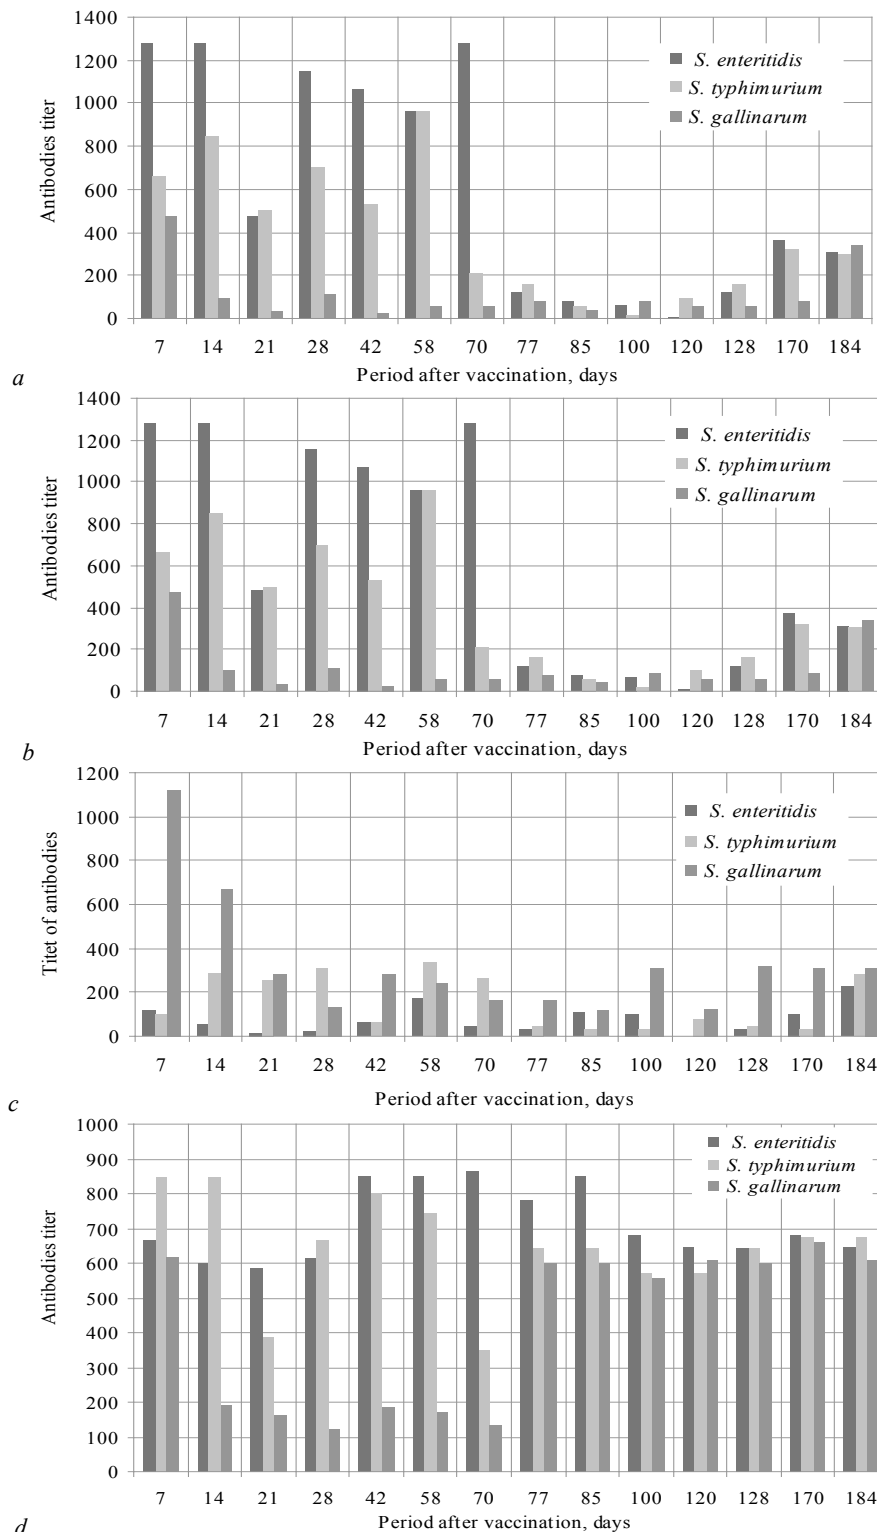 1400
1200
1000
800
600
400
200
0
Antibodies titer
S. enteritidis
S. typhimurium
S. gallinarum
7 14 21 28 42 58 70 77 85 100 120 128 170 184
Period after vaccination, days
a
1400
1200
1000
800
600
400
200
0
Antibodies titer
S. enteritidis
S. typhimurium
S. gallinarum
7 14 21 28 42 58 70 77 85 100 120 128 170 184
Period after vaccination, days
b
1200
1000
800
600
400
200
0
Titet of antibodies
S. enteritidis
S. typhimurium
S. gallinarum
7 14 21 28 42 58 70 77 85 100 120 128 170 184
Period after vaccination, days
c
1000
900
800
700
600
500
400
300
200
100
0
Antibodies titer
S. enteritidis
S. typhimurium
S. gallinarum
7 14 21 28 42 58 70 77 85 100 120 128 170 184
Period after vaccination, days
d